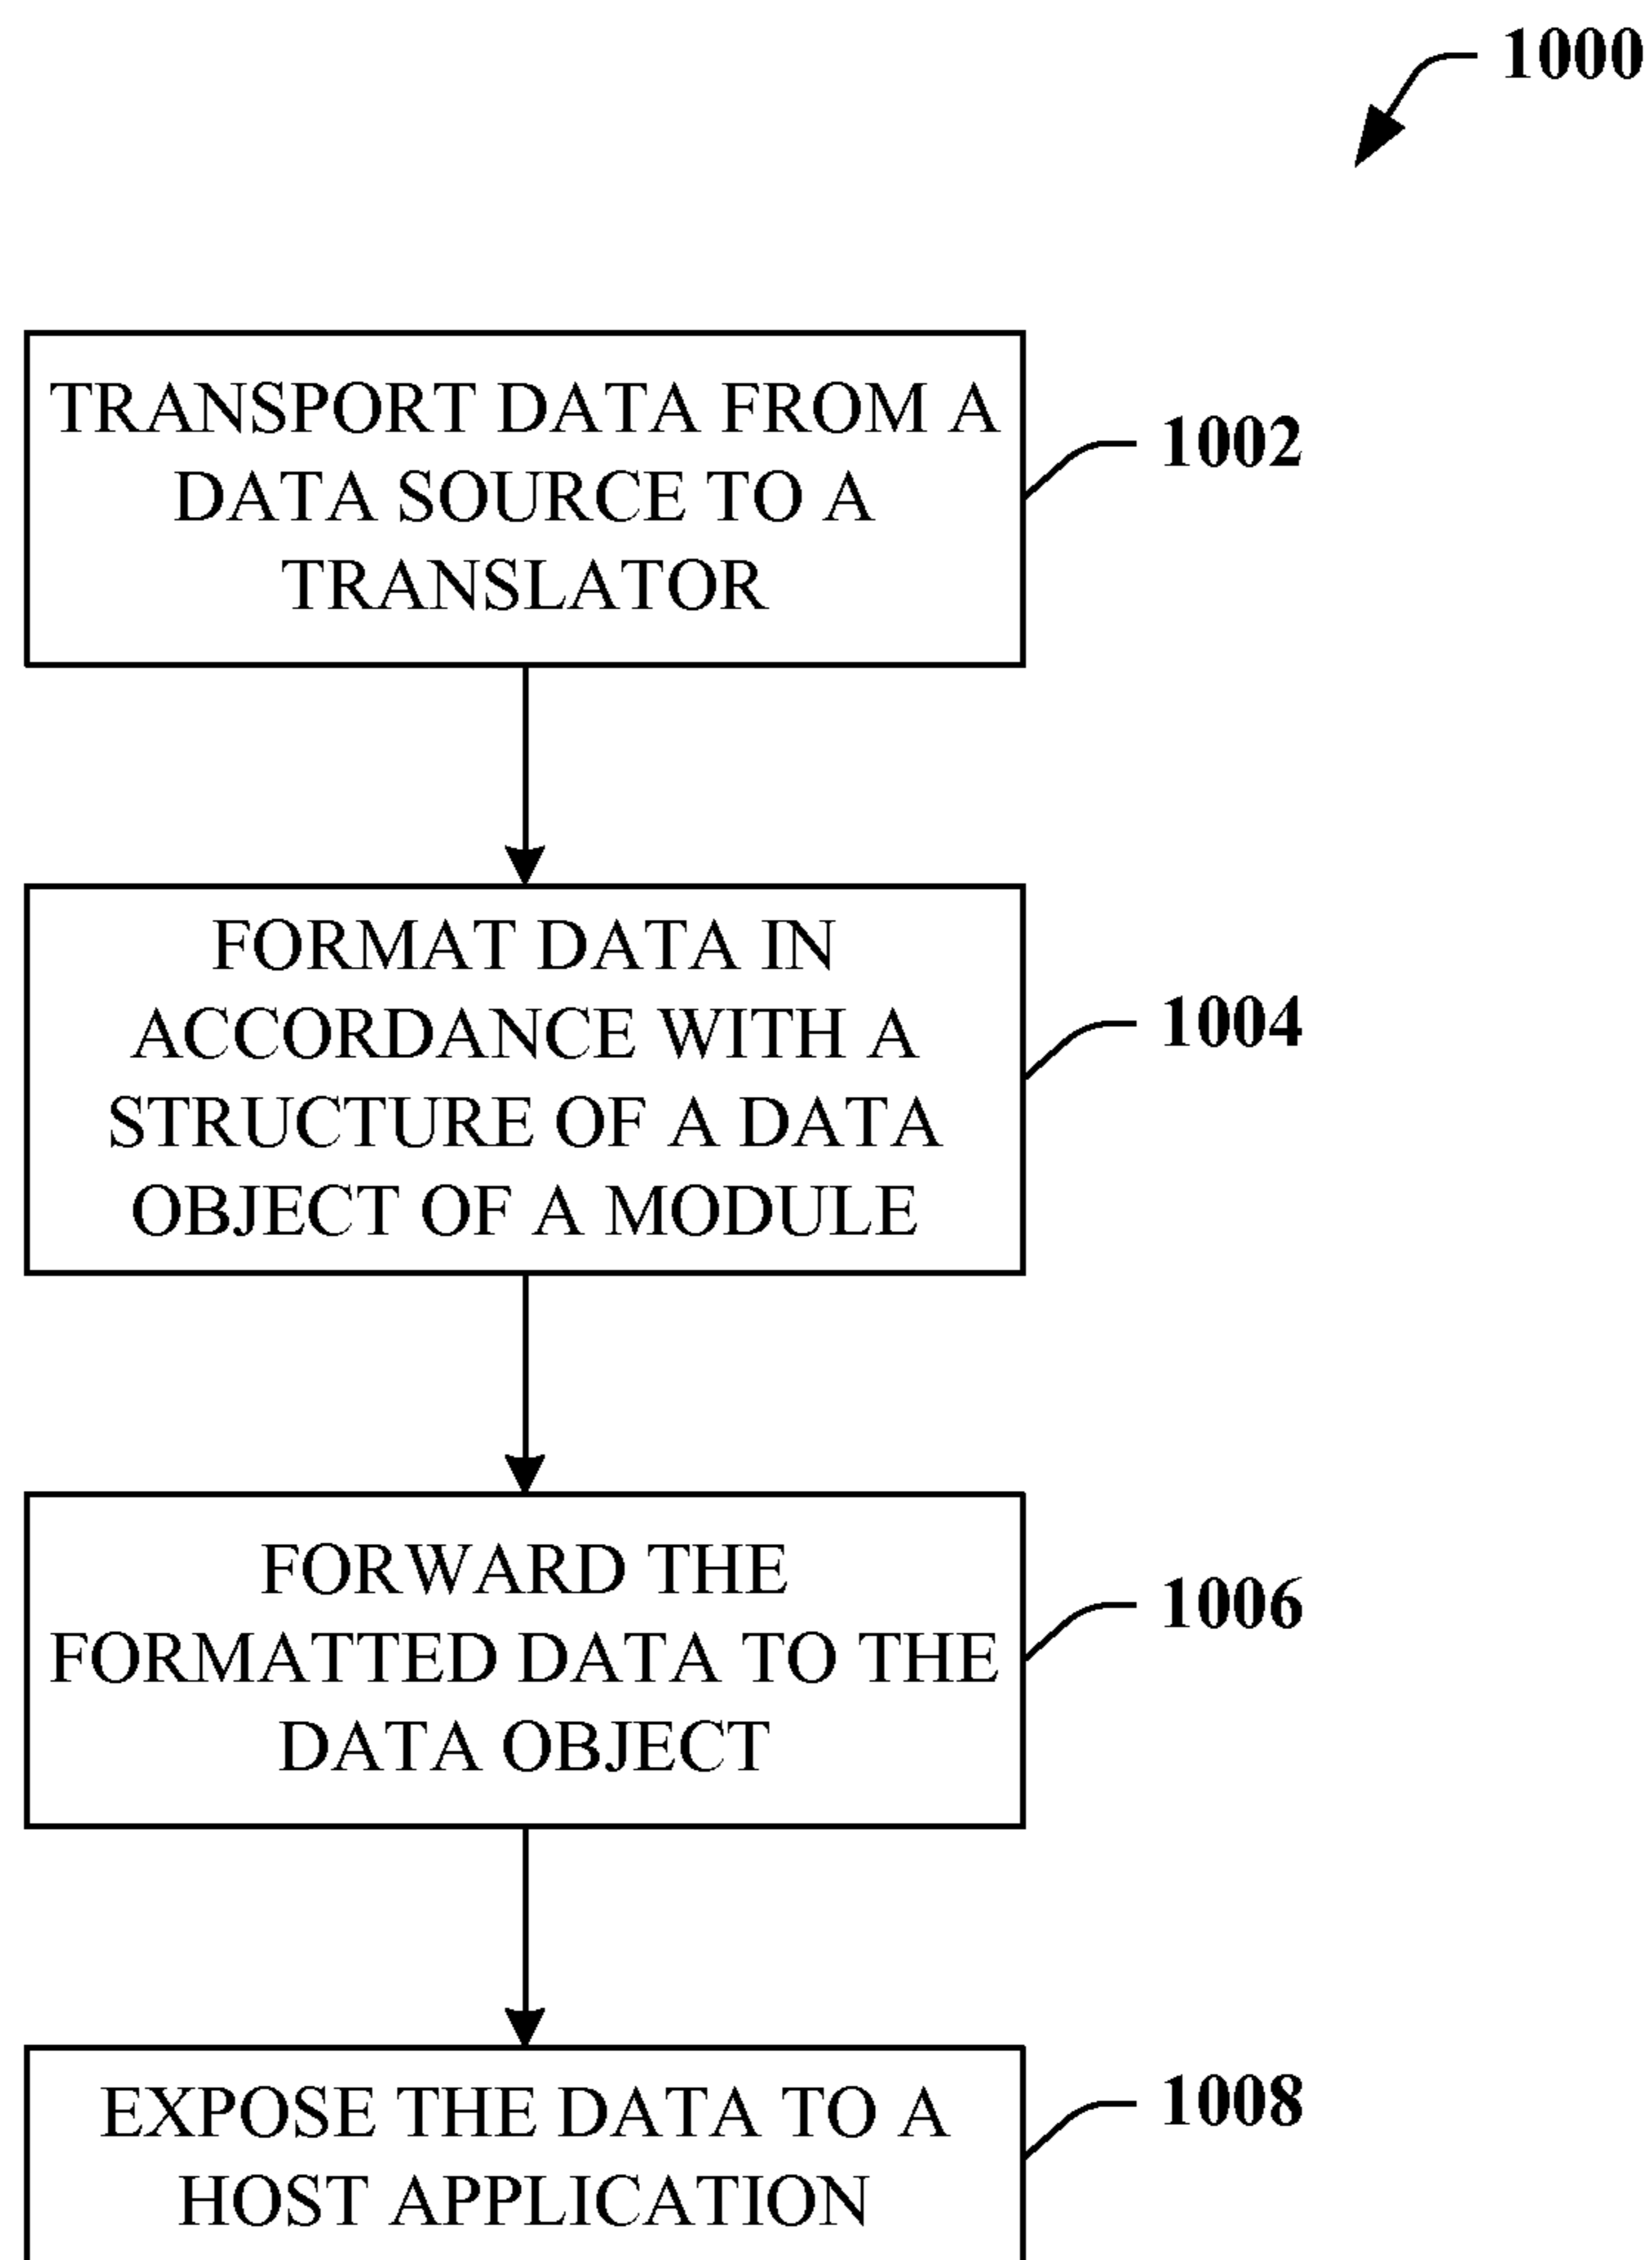 1000
TRANSPORT DATA FROM A
DATA SOURCE TO A
TRANSLATOR
1002
FORMAT DATA IN
ACCORDANCE WITH A
STRUCTURE OF A DATA
OBJECT OF A MODULE
1004
FORWARD THE
FORMATTED DATA TO THE
DATA OBJECT
1006
EXPOSE THE DATA TO A
HOST APPLICATION
1008